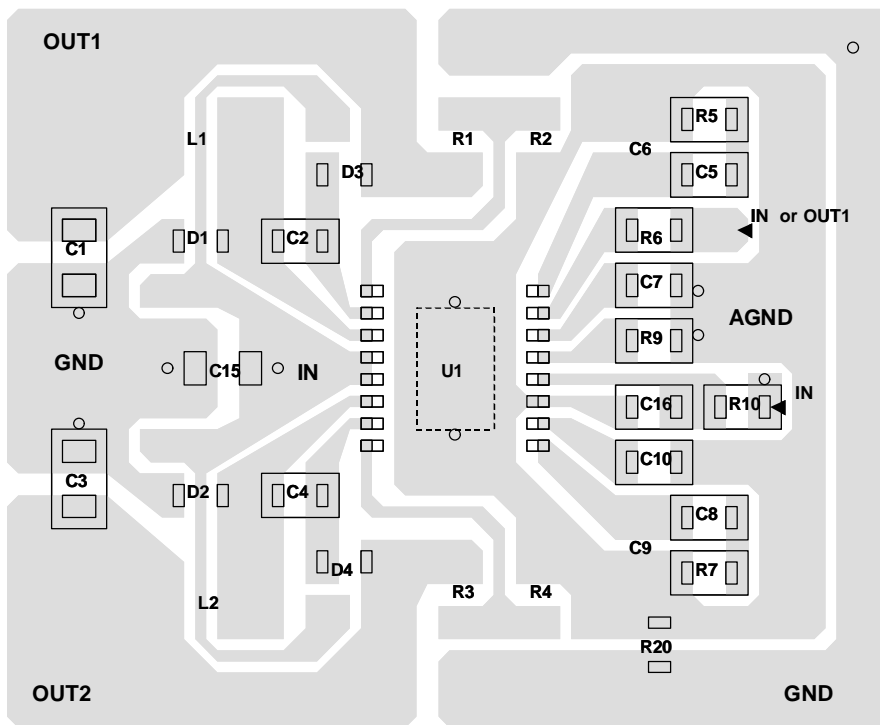 OUT1
R5
L1
R1
R2
C6
D3
C5
IN or OUT1
C1
D1
C2
R6
C7
AGND
GND
C15
IN
U1
R9
IN
C16
R10
C3
D2
C4
C10
C8
C9
D4
R7
L2
R3
R4
R20
OUT2
GND